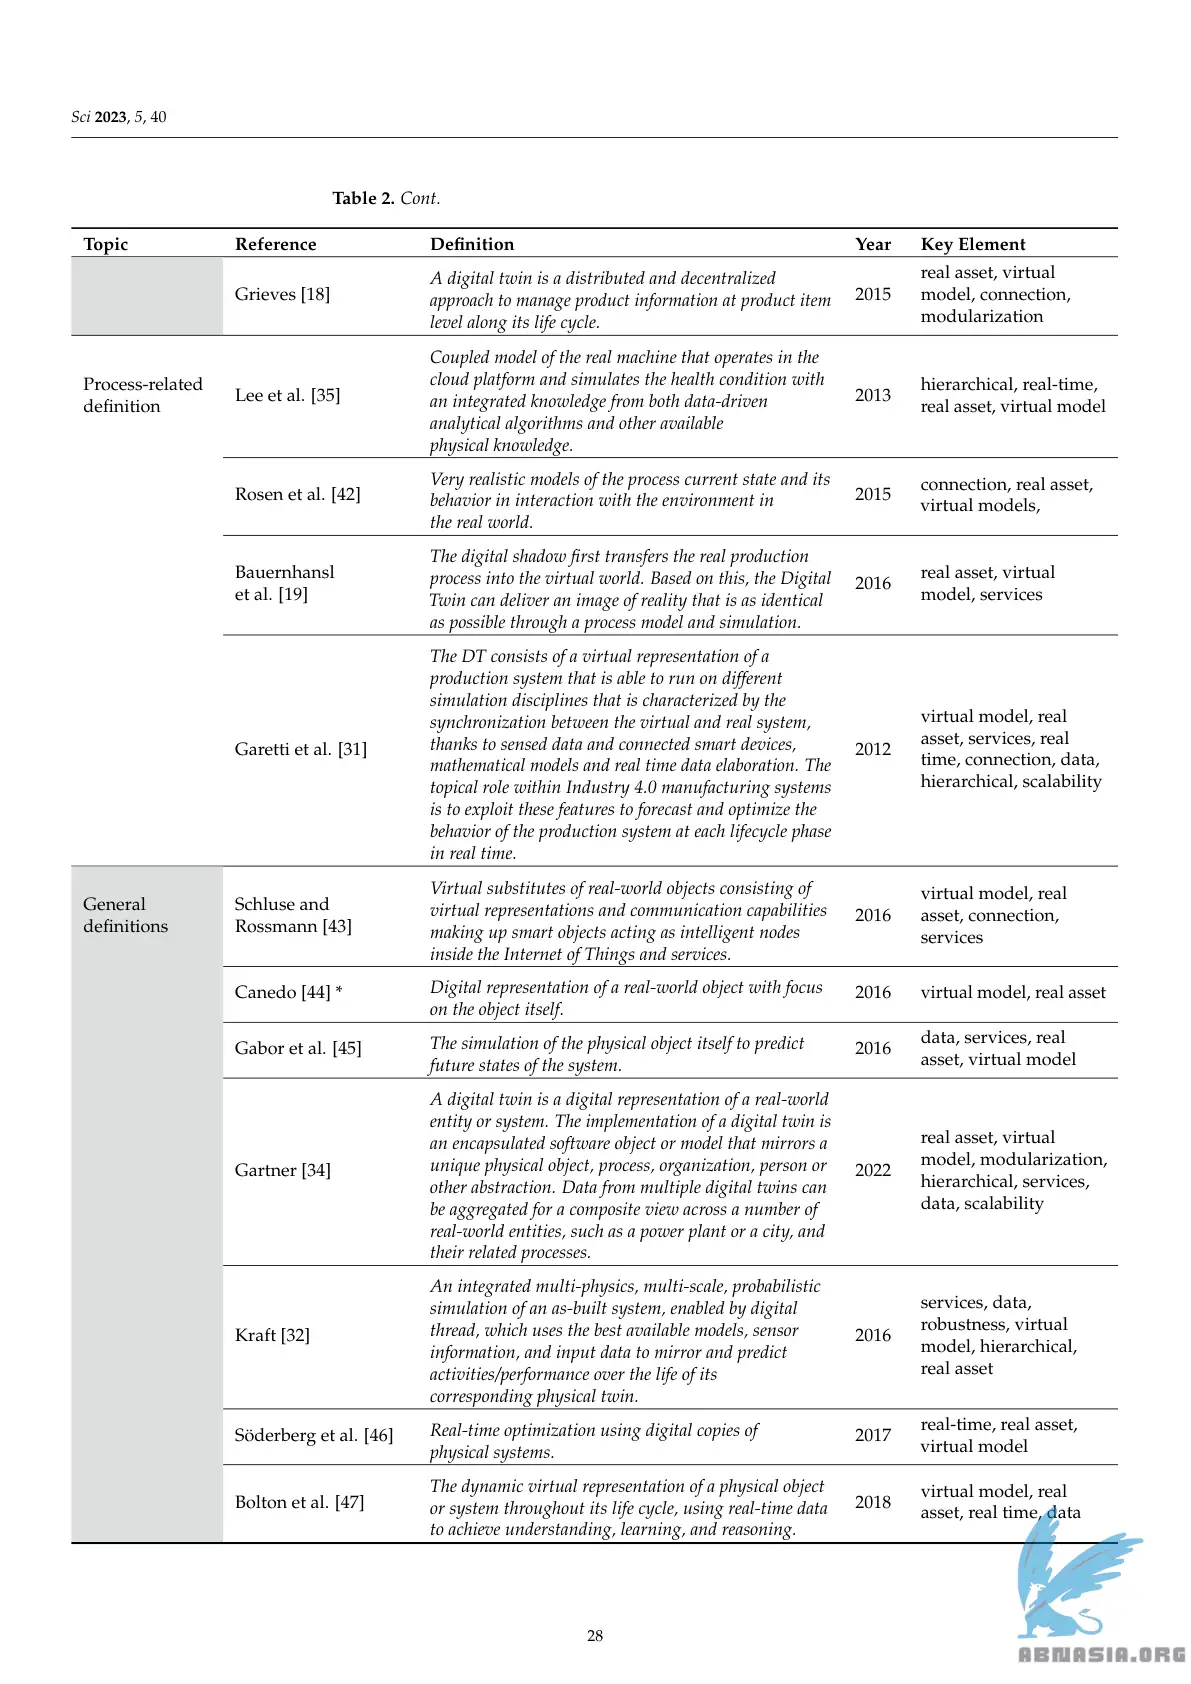 Sci 2023, 5, 40
Table 2. Cont.
Topic Reference Definition Year Key Element
Grieves [18]
A digital twin is a distributed and decentralized
approach to manage product information at product item
level along its life cycle.
2015
real asset, virtual
model, connection,
modularization
Process-related
definition
Lee et al. [35]
Coupled model of the real machine that operates in the
cloud platform and simulates the health condition with
an integrated knowledge from both data-driven
analytical algorithms and other available
physical knowledge.
2013
hierarchical, real-time,
real asset, virtual model
Rosen et al. [42]
Very realistic models of the process current state and its
behavior in interaction with the environment in
the real world.
2015
connection, real asset,
virtual models,
Bauernhansl
et al. [19]
The digital shadow first transfers the real production
process into the virtual world. Based on this, the Digital
Twin can deliver an image of reality that is as identical
as possible through a process model and simulation.
2016
real asset, virtual
model, services
Garetti et al. [31]
The DT consists of a virtual representation of a
production system that is able to run on different
simulation disciplines that is characterized by the
synchronization between the virtual and real system,
thanks to sensed data and connected smart devices,
mathematical models and real time data elaboration. The
topical role within Industry 4.0 manufacturing systems
is to exploit these features to forecast and optimize the
behavior of the production system at each lifecycle phase
in real time.
2012
virtual model, real
asset, services, real
time, connection, data,
hierarchical, scalability
General
definitions
Schluse and
Rossmann [43]
Virtual substitutes of real-world objects consisting of
virtual representations and communication capabilities
making up smart objects acting as intelligent nodes
inside the Internet of Things and services.
2016
virtual model, real
asset, connection,
services
Canedo [44] *
Digital representation of a real-world object with focus
on the object itself.
2016
virtual model, real asset
Gabor et al. [45]
The simulation of the physical object itself to predict
future states of the system.
2016
data, services, real
asset, virtual model
Gartner [34]
A digital twin is a digital representation of a real-world
entity or system. The implementation of a digital twin is
an encapsulated software object or model that mirrors a
unique physical object, process, organization, person or
other abstraction. Data from multiple digital twins can
be aggregated for a composite view across a number of
real-world entities, such as a power plant or a city, and
their related processes.
2022
real asset, virtual
model, modularization,
hierarchical, services,
data, scalability
Kraft [32]
An integrated multi-physics, multi-scale, probabilistic
simulation of an as-built system, enabled by digital
thread, which uses the best available models, sensor
information, and input data to mirror and predict
activities/performance over the life of its
corresponding physical twin.
2016
services, data,
robustness, virtual
model, hierarchical,
real asset
Söderberg et al. [46]
Real-time optimization using digital copies of
physical systems.
2017
real-time, real asset,
virtual model
Bolton et al. [47]
The dynamic virtual representation of a physical object
or system throughout its life cycle, using real-time data
to achieve understanding, learning, and reasoning.
2018
virtual model, real
asset, real time, data
28
ABNASIA.ORG